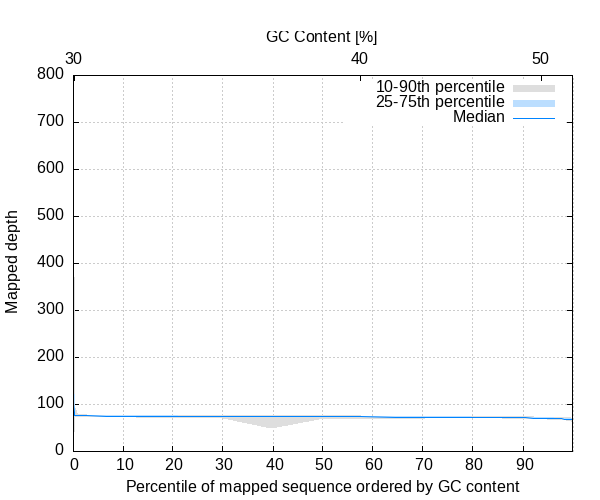 GC Content [%]
30 40 50
800
10-90th percentile
25-75th percentile
Median
700
600
500
400
300
200
100
0
Mapped depth
0 10 20 30 40 50 60 70 80 90
Percentile of mapped sequence ordered by GC content